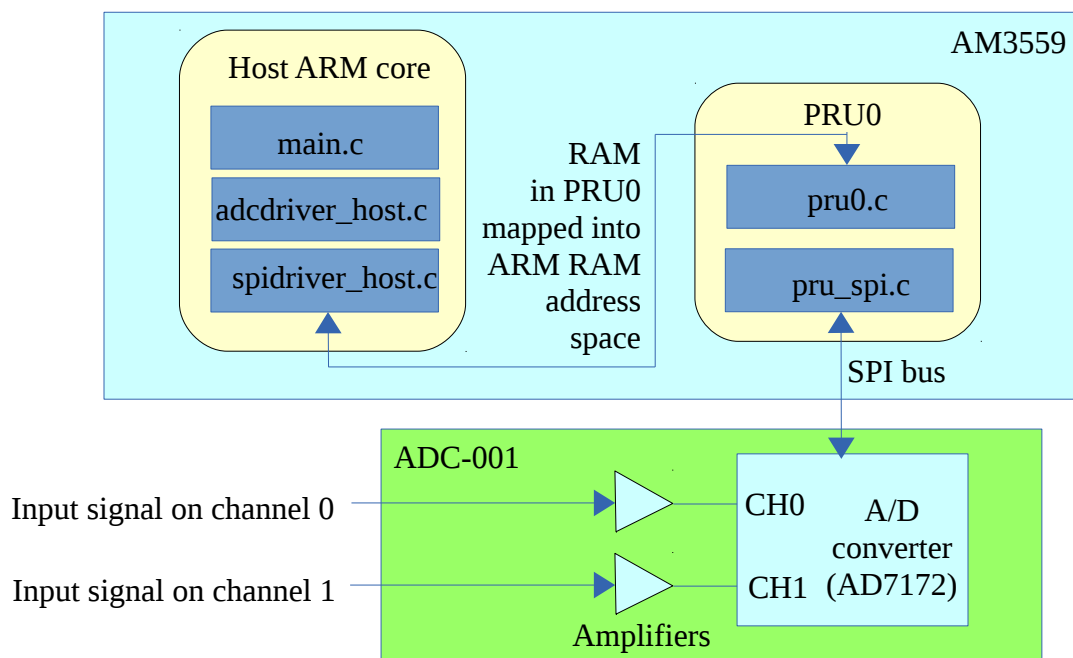 AM3559
Host ARM core
main.c
adcdriver_host.c
spidriver_host.c
RAM
in PRU0
mapped into
ARM RAM
address
space
PRU0
pru0.c
pru_spi.c
SPI bus
ADC-001
Input signal on channel 0
Input signal on channel 1
Amplifiers
CH0
CH1
A/D
converter
(AD7172)